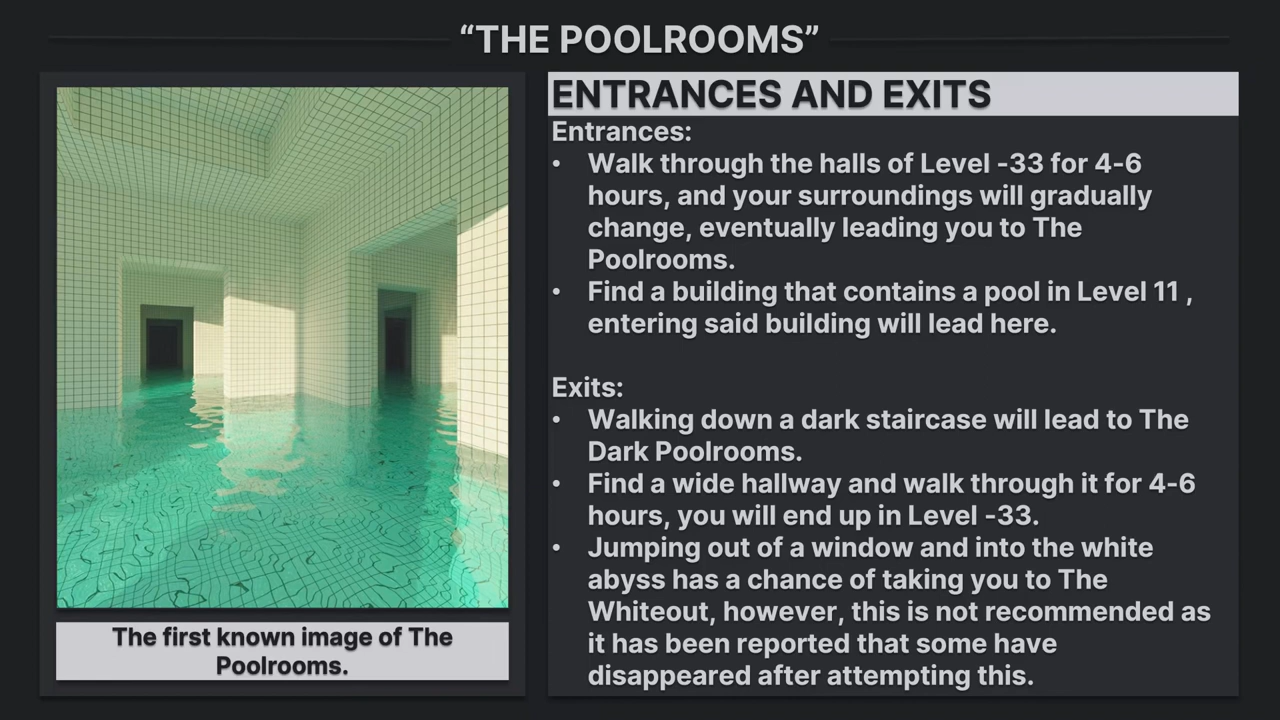 “THE POOLROOMS”
ENTRANCES AND EXITS
Entrances:
• Walk through the halls of Level -33 for 4-6
hours, and your surroundings will gradually
change, eventually leading you to The
Poolrooms.
• Find a building that contains a pool in Level 11 ,
entering said building will lead here.
Exits:
• Walking down a dark staircase will lead to The
Dark Poolrooms.
• Find a wide hallway and walk through it for 4-6
hours, you will end up in Level -33.
• Jumping out of a window and into the white
abyss has a chance of taking you to The
Whiteout, however, this is not recommended as
it has been reported that some have
disappeared after attempting this.
The first known image of The
Poolrooms.